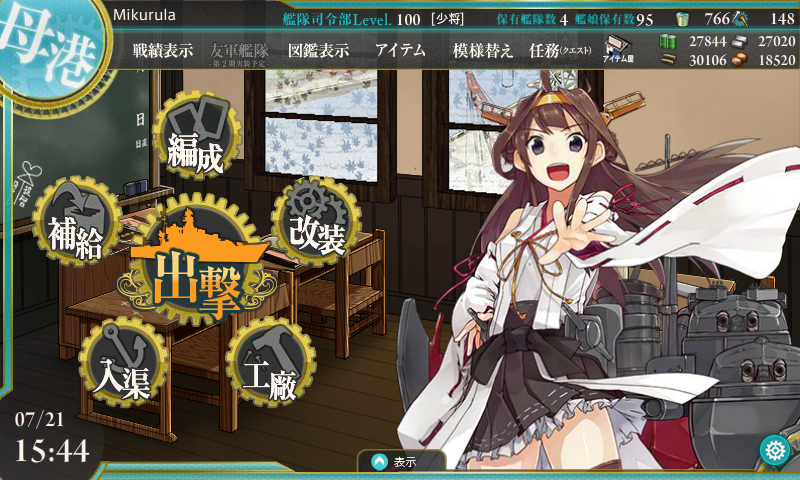 母港
Mikurula
艦隊司令部Level. 100 [少将]
保有艦隊数 4 艦娘保有数 95
766 148
戦績表示
友軍艦隊
-第2期実装予定-
図鑑表示
アイテム
模様替え
任務(クエスト)
アイテム屋
27844 27020
30106 18520
編成
補給
改装
出撃
入渠
工廠
07/21
15:44
表示